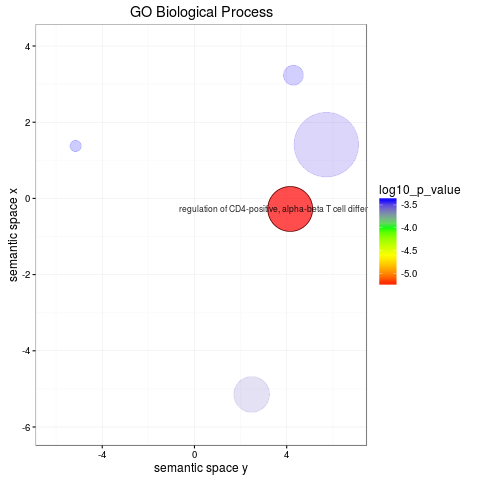 GO Biological Process
4
2
0
-2
-4
-6
semantic space x
regulation of CD4-positive, alpha-beta T cell differ
-4
0
4
semantic space y
log10_p_value
-3.5
-4.0
-4.5
-5.0